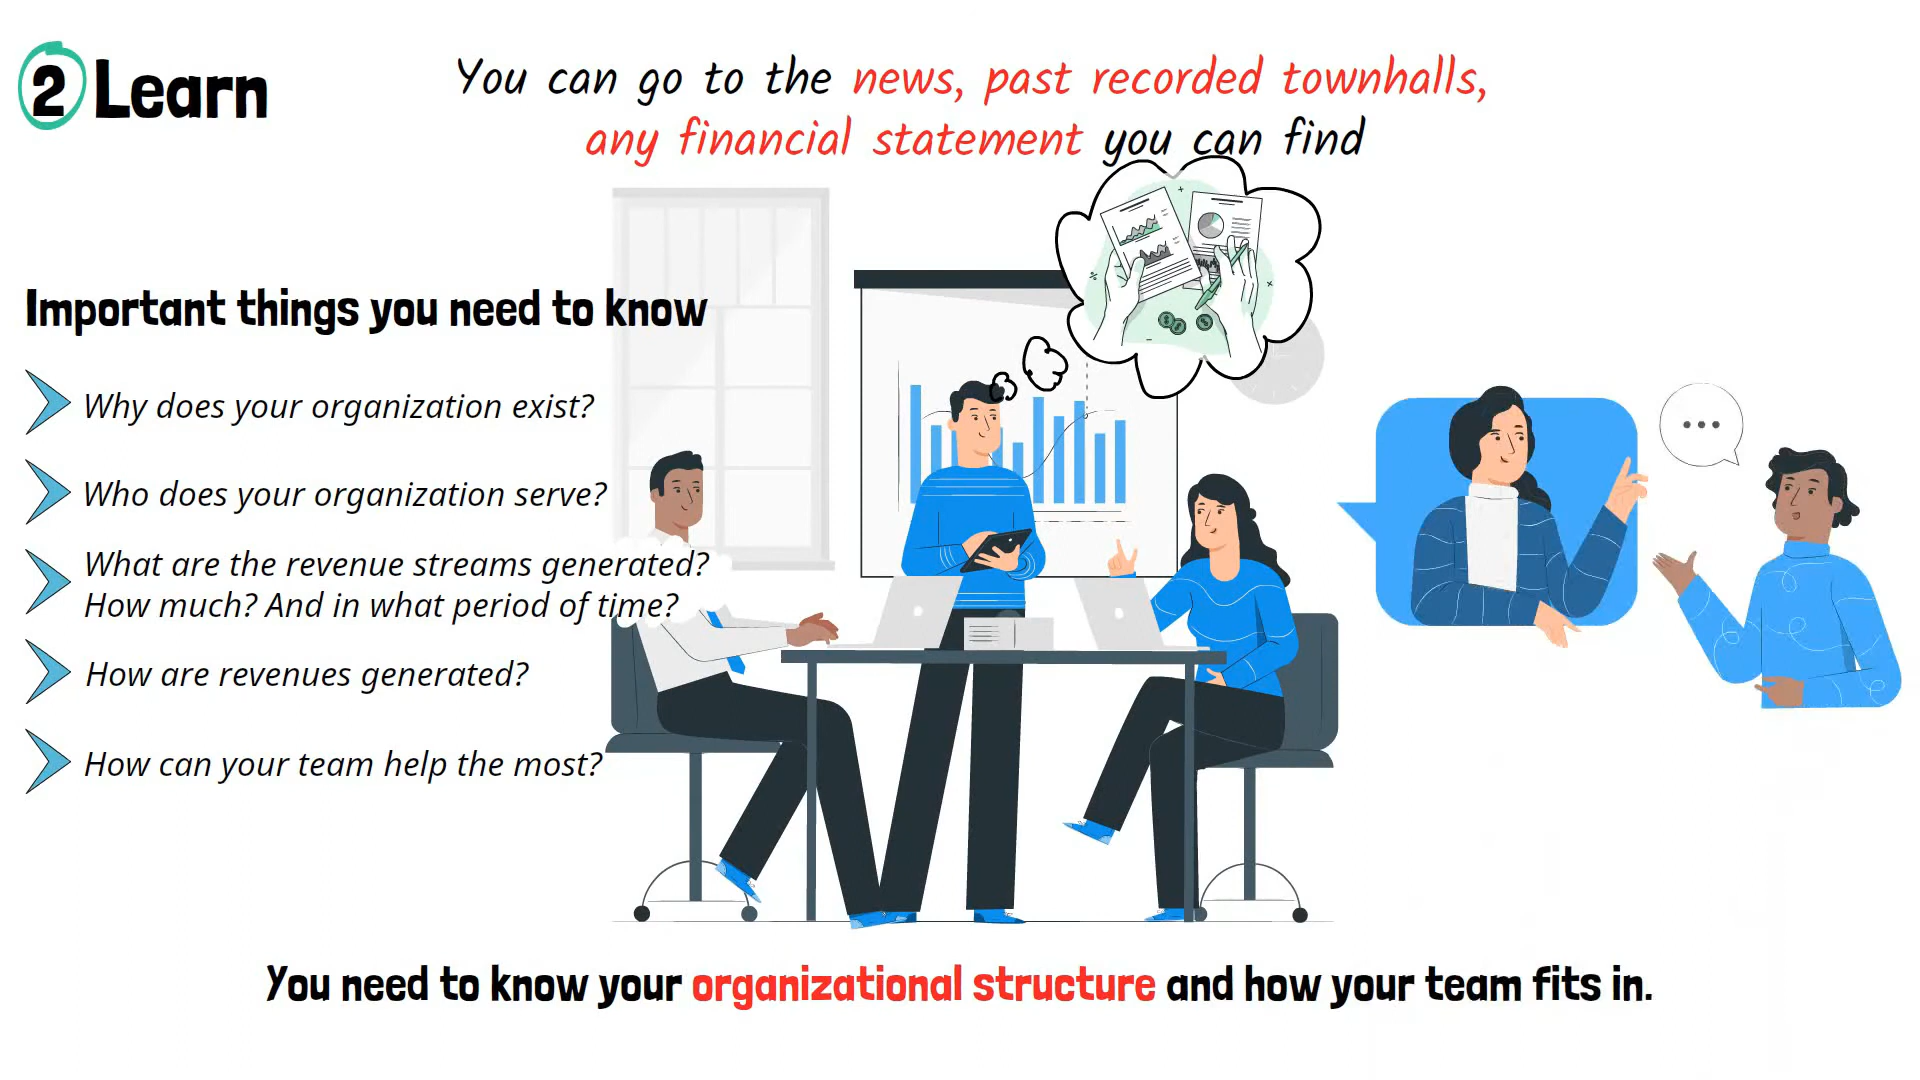 2 Learn
You can go to the news, past recorded townhalls,
any financial statement you can find
Important things you need to know
Why does your organization exist?
Who does your organization serve?
What are the revenue streams generated?
How much? And in what period of time?
How are revenues generated?
How can your team help the most?
You need to know your organizational structure and how your team fits in.